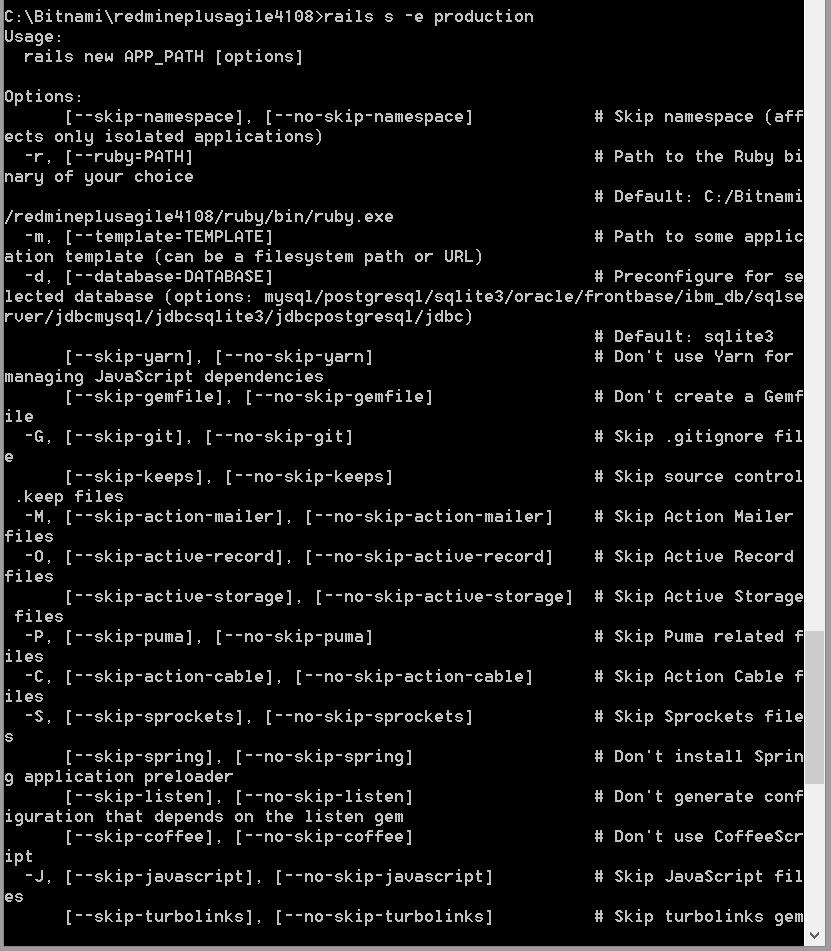 C:\Bitnami\redmineplusagile4108>rails s -e production
Usage:
  rails new APP_PATH [options]

Options:
      [--skip-namespace], [--no-skip-namespace]            # Skip namespace (aff
ects only isolated applications)
  -r, [--ruby=PATH]                                        # Path to the Ruby bi
nary of your choice
                                                           # Default: C:/Bitnami
/redmineplusagile4108/ruby/bin/ruby.exe
  -m, [--template=TEMPLATE]                                # Path to some applic
ation template (can be a filesystem path or URL)
  -d, [--database=DATABASE]                                # Preconfigure for se
lected database (options: mysql/postgresql/sqlite3/oracle/frontbase/ibm_db/sqlse
rver/jdbcmysql/jdbcsqlite3/jdbcpostgresql/jdbc)
                                                           # Default: sqlite3
      [--skip-yarn], [--no-skip-yarn]                      # Don't use Yarn for
managing JavaScript dependencies
      [--skip-gemfile], [--no-skip-gemfile]                # Don't create a Gemf
ile
  -G, [--skip-git], [--no-skip-git]                        # Skip .gitignore fil
e
      [--skip-keeps], [--no-skip-keeps]                    # Skip source control
 .keep files
  -M, [--skip-action-mailer], [--no-skip-action-mailer]    # Skip Action Mailer
files
  -O, [--skip-active-record], [--no-skip-active-record]    # Skip Active Record
files
      [--skip-active-storage], [--no-skip-active-storage]  # Skip Active Storage
 files
  -P, [--skip-puma], [--no-skip-puma]                      # Skip Puma related f
iles
  -C, [--skip-action-cable], [--no-skip-action-cable]      # Skip Action Cable f
iles
  -S, [--skip-sprockets], [--no-skip-sprockets]            # Skip Sprockets file
s
      [--skip-spring], [--no-skip-spring]                  # Don't install Sprin
g application preloader
      [--skip-listen], [--no-skip-listen]                  # Don't generate conf
iguration that depends on the listen gem
      [--skip-coffee], [--no-skip-coffee]                  # Don't use CoffeeScr
ipt
  -J, [--skip-javascript], [--no-skip-javascript]          # Skip JavaScript fil
es
      [--skip-turbolinks], [--no-skip-turbolinks]          # Skip turbolinks gem